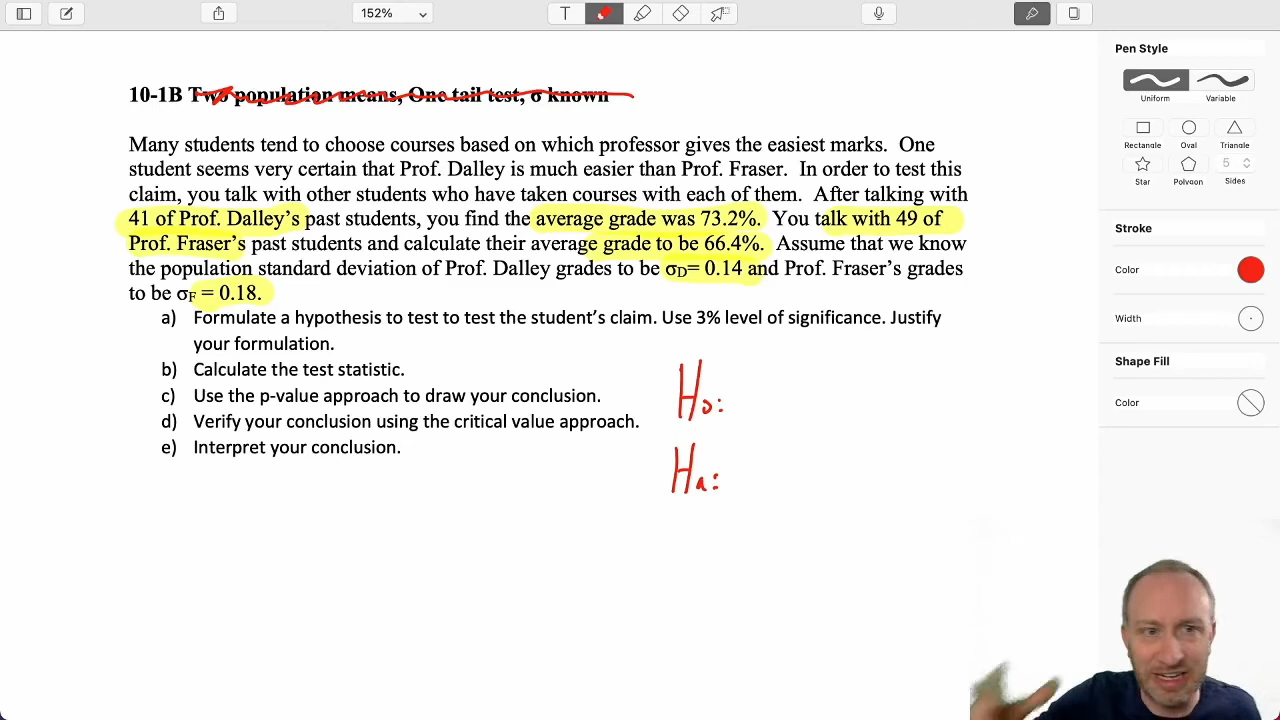 152%
T
Pen Style
Uniform
Variable
Rectangle
Oval
Triangle
Star
Polygon
5
Sides
Stroke
Color
Width
Shape Fill
Color
10-1B Two population means, One tail test, σ known
Many students tend to choose courses based on which professor gives the easiest marks. One
student seems very certain that Prof. Dalley is much easier than Prof. Fraser. In order to test this
claim, you talk with other students who have taken courses with each of them. After talking with
41 of Prof. Dalley's past students, you find the average grade was 73.2%. You talk with 49 of
Prof. Fraser's past students and calculate their average grade to be 66.4%. Assume that we know
the population standard deviation of Prof. Dalley grades to be σD= 0.14 and Prof. Fraser's grades
to be σF = 0.18.
a) Formulate a hypothesis to test to test the student's claim. Use 3% level of significance. Justify
your formulation.
b) Calculate the test statistic.
c) Use the p-value approach to draw your conclusion.
d) Verify your conclusion using the critical value approach.
e) Interpret your conclusion.
Ho:
Ha: